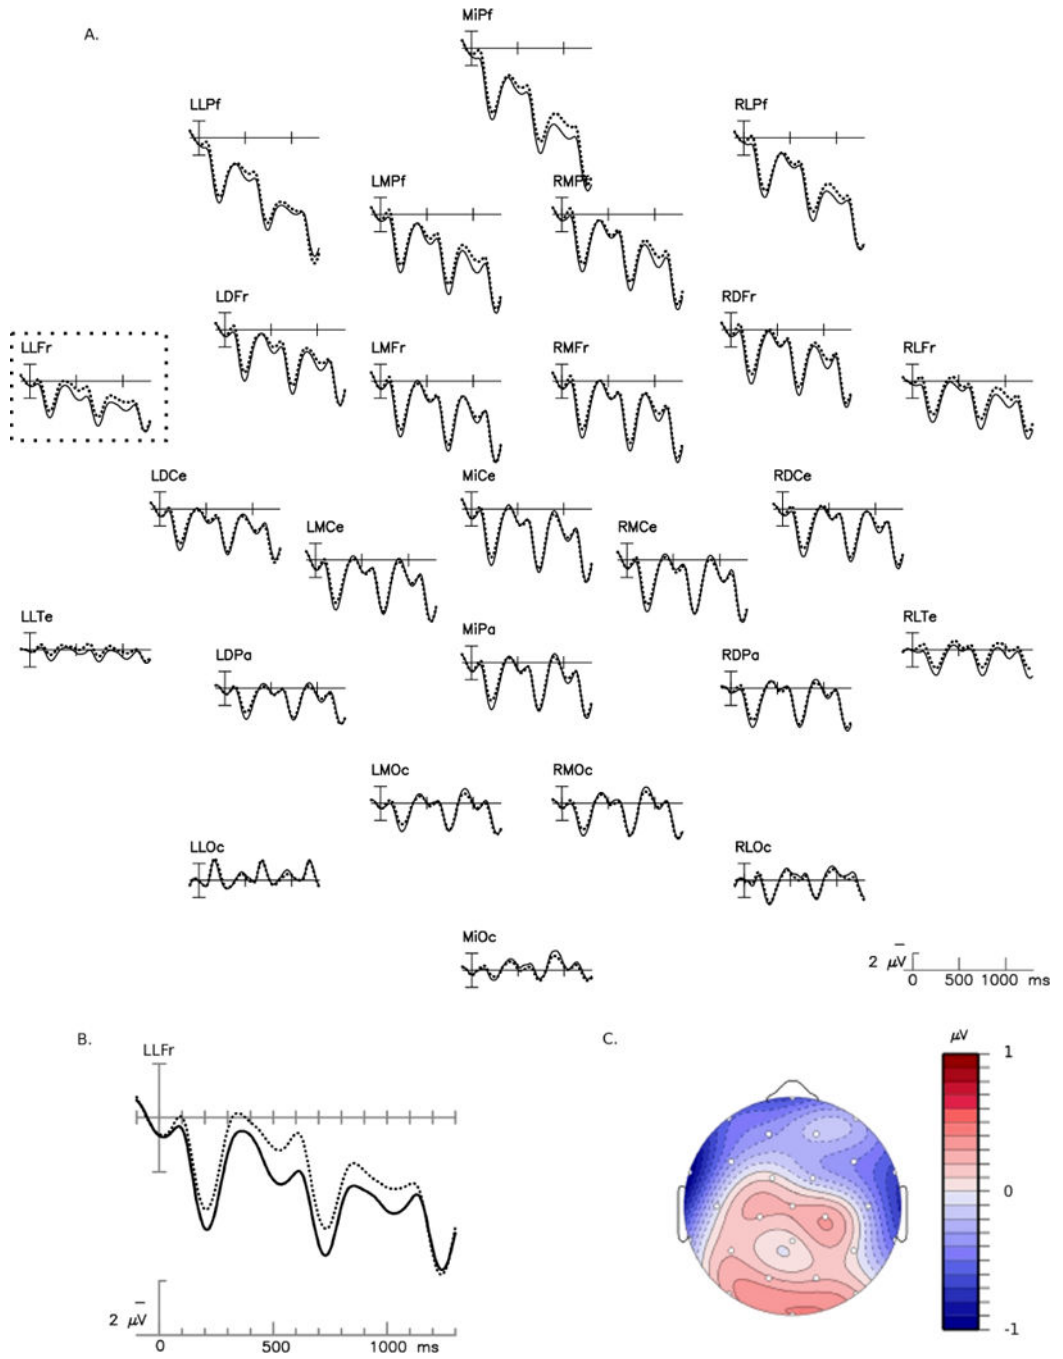 A.
MiPf
LLPf
RLPf
LMPf
RMPf
LDFr
RDFr
LLFr
LMFr
RMFr
RLFr
LDCe
MiCe
RDCe
LMCe
RMCe
LLTe
MiPa
RLTe
LDPa
RDPa
LMOc
RMOc
LLOc
RLOc
MiOc
2 μV
0 500 1000 ms
B.
LLFr
2 μV
0 500 1000 ms
C.
μV
1
0
-1